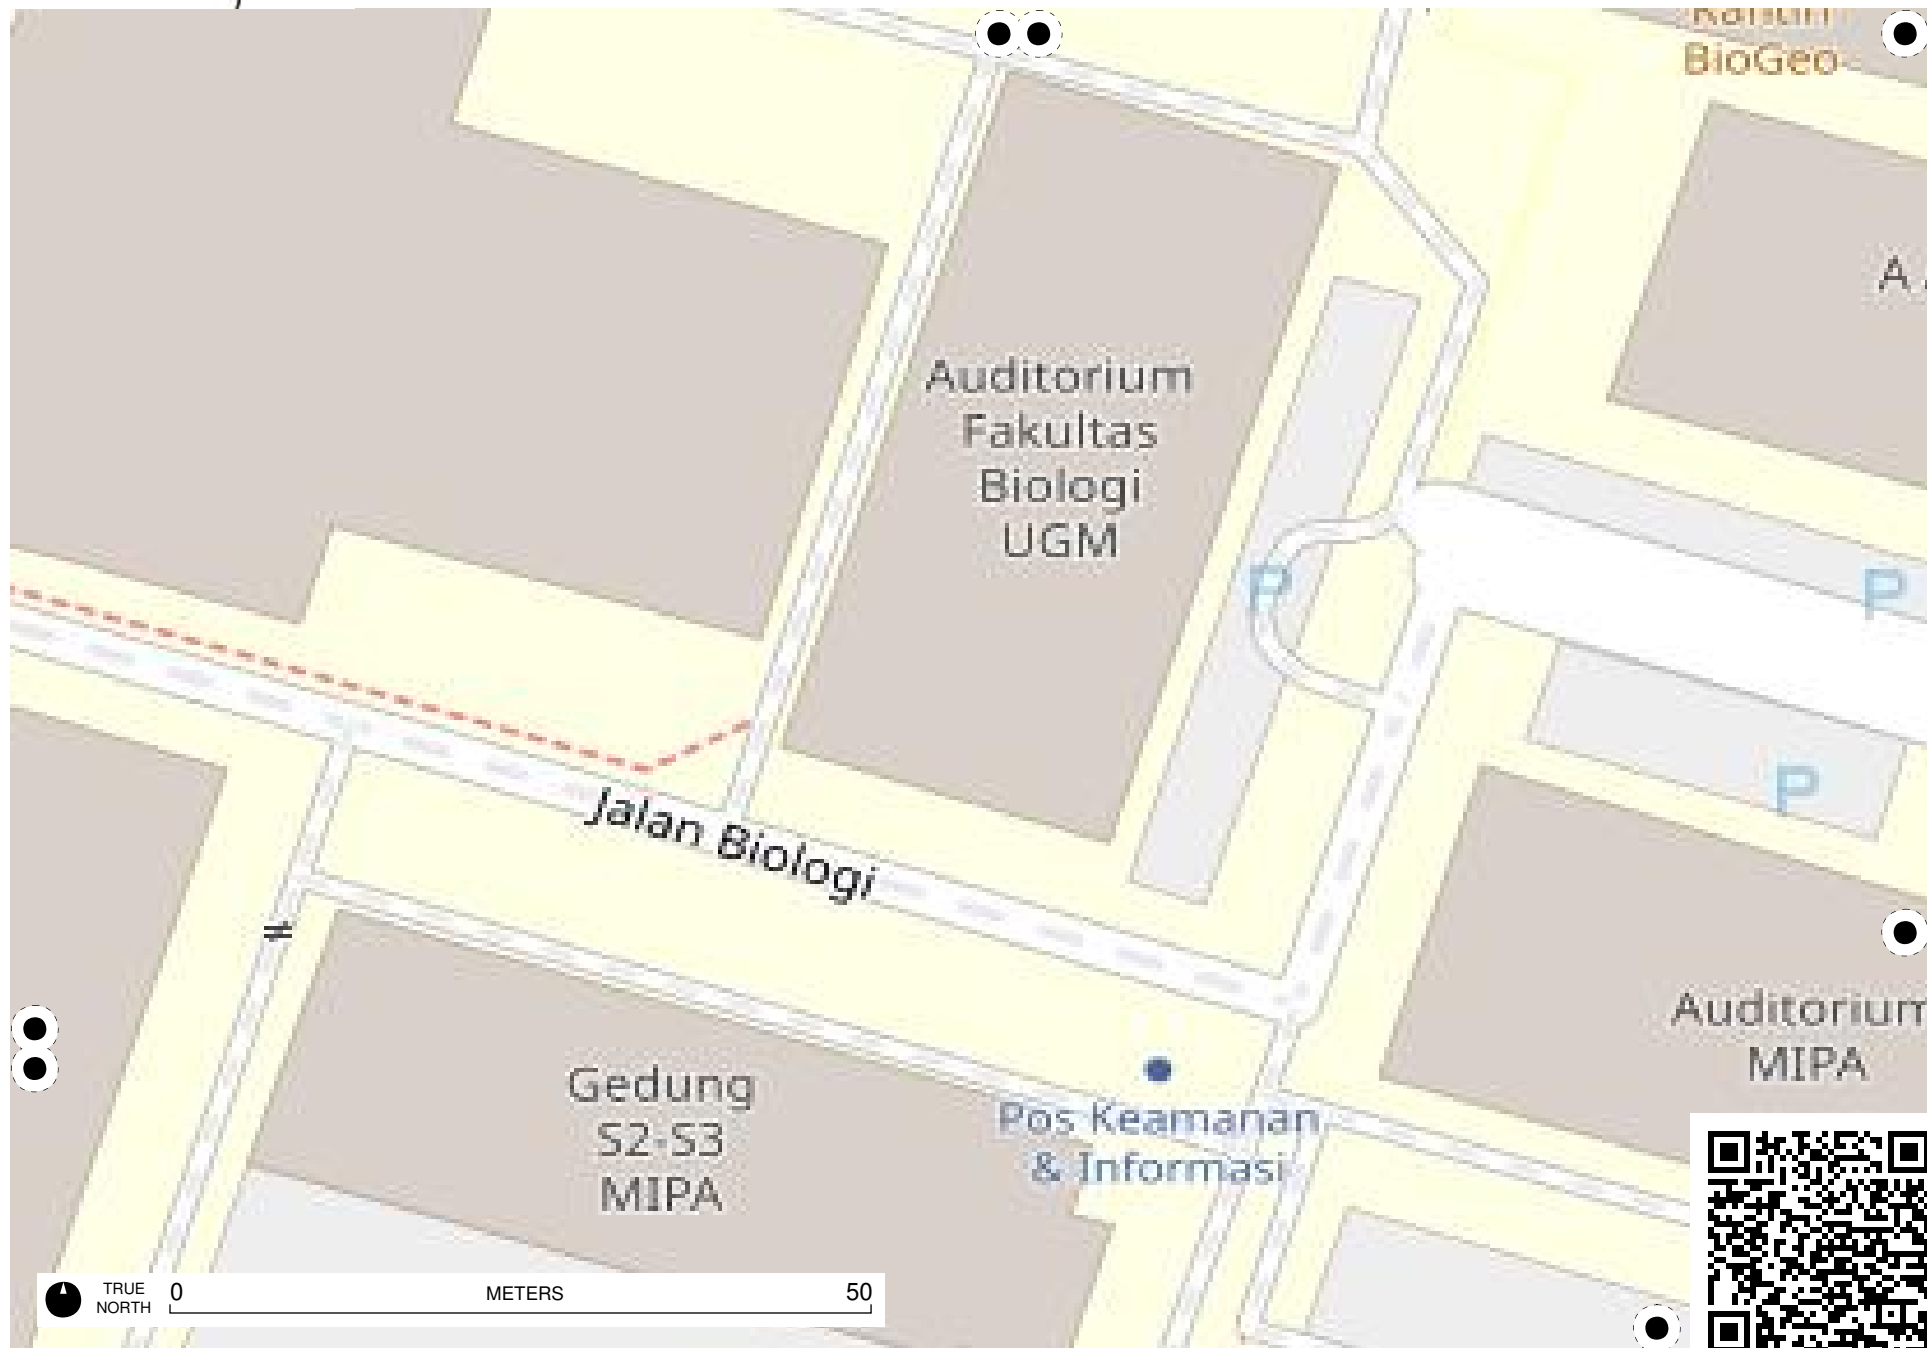 BioGeo
A
Auditorium
Fakultas
Biologi
UGM
P
P
P
Jalan Biologi
Auditorium
MIPA
Gedung
S2-S3
MIPA
Pos Keamanan
& Informasi
TRUE
NORTH
0
METERS
50